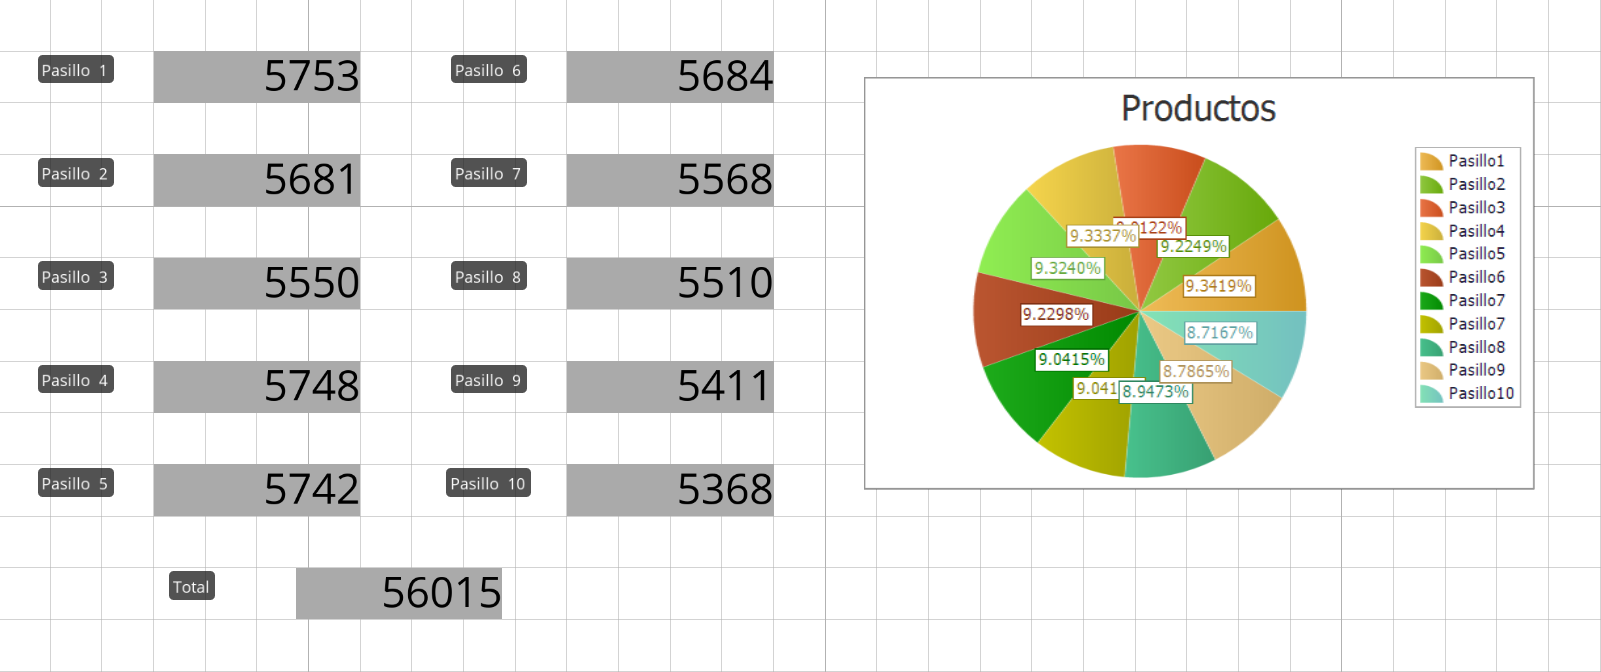 Pasillo 1
5753
Pasillo 6
5684
Pasillo 2
5681
Pasillo 7
5568
Pasillo 3
5550
Pasillo 8
5510
Pasillo 4
5748
Pasillo 9
5411
Pasillo 5
5742
Pasillo 10
5368
Total
56015
Productos
9.3337%
9.2249%
9.3240%
9.3419%
9.2298%
8.7167%
9.0415%
8.7865%
8.9473%
Pasillo1
Pasillo2
Pasillo3
Pasillo4
Pasillo5
Pasillo6
Pasillo7
Pasillo7
Pasillo8
Pasillo9
Pasillo10